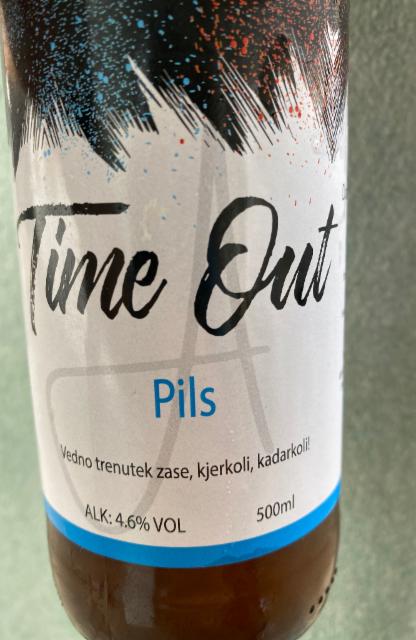 Time Out
Pils
Vedno trenutek zase, kjerkoli, kadarkoli!
ALK: 4.6% VOL 500ml